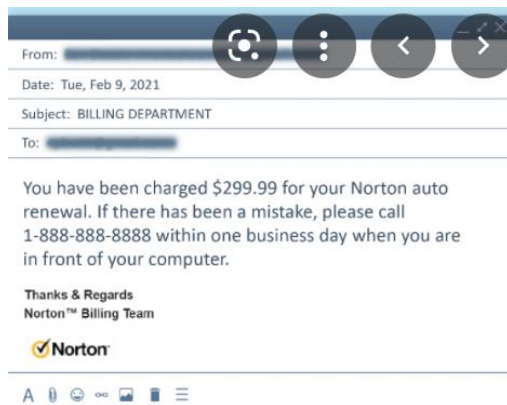 From:
Date: Tue, Feb 9, 2021
Subject: BILLING DEPARTMENT
To:
You have been charged $299.99 for your Norton auto
renewal. If there has been a mistake, please call
1-888-888-8888 within one business day when you are
in front of your computer.
Thanks & Regards
Norton™ Billing Team
Norton
A